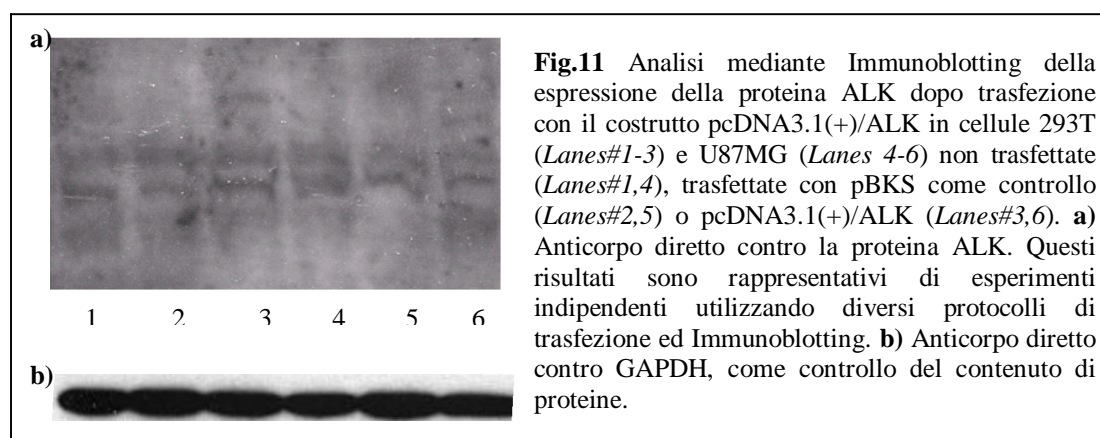 a)
1 2 3 4 5 6
b)
Fig.11 Analisi mediante Immunoblotting della
espressione della proteina ALK dopo trasfezione
con il costrutto pcDNA3.1(+)/ALK in cellule 293T
(Lanes#1-3) e U87MG (Lanes 4-6) non trasfettate
(Lanes#1,4), trasfettate con pBKS come controllo
(Lanes#2,5) o pcDNA3.1(+)/ALK (Lanes#3,6). a)
Anticorpo diretto contro la proteina ALK. Questi
risultati sono rappresentativi di esperimenti
indipendenti utilizzando diversi protocolli di
trasfezione ed Immunoblotting. b) Anticorpo diretto
contro GAPDH, come controllo del contenuto di
proteine.